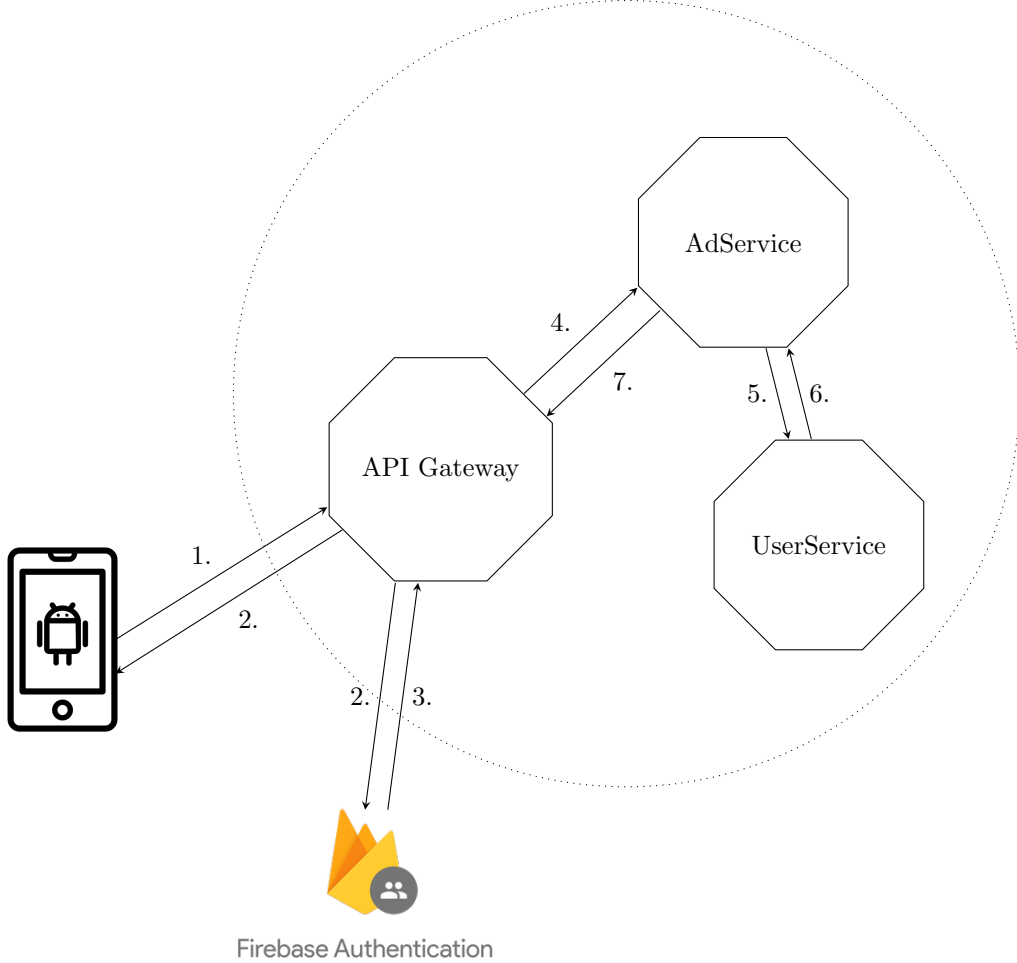 AdService
4.
7.
5.
6.
API Gateway
UserService
1.
2.
2.
3.
Firebase Authentication